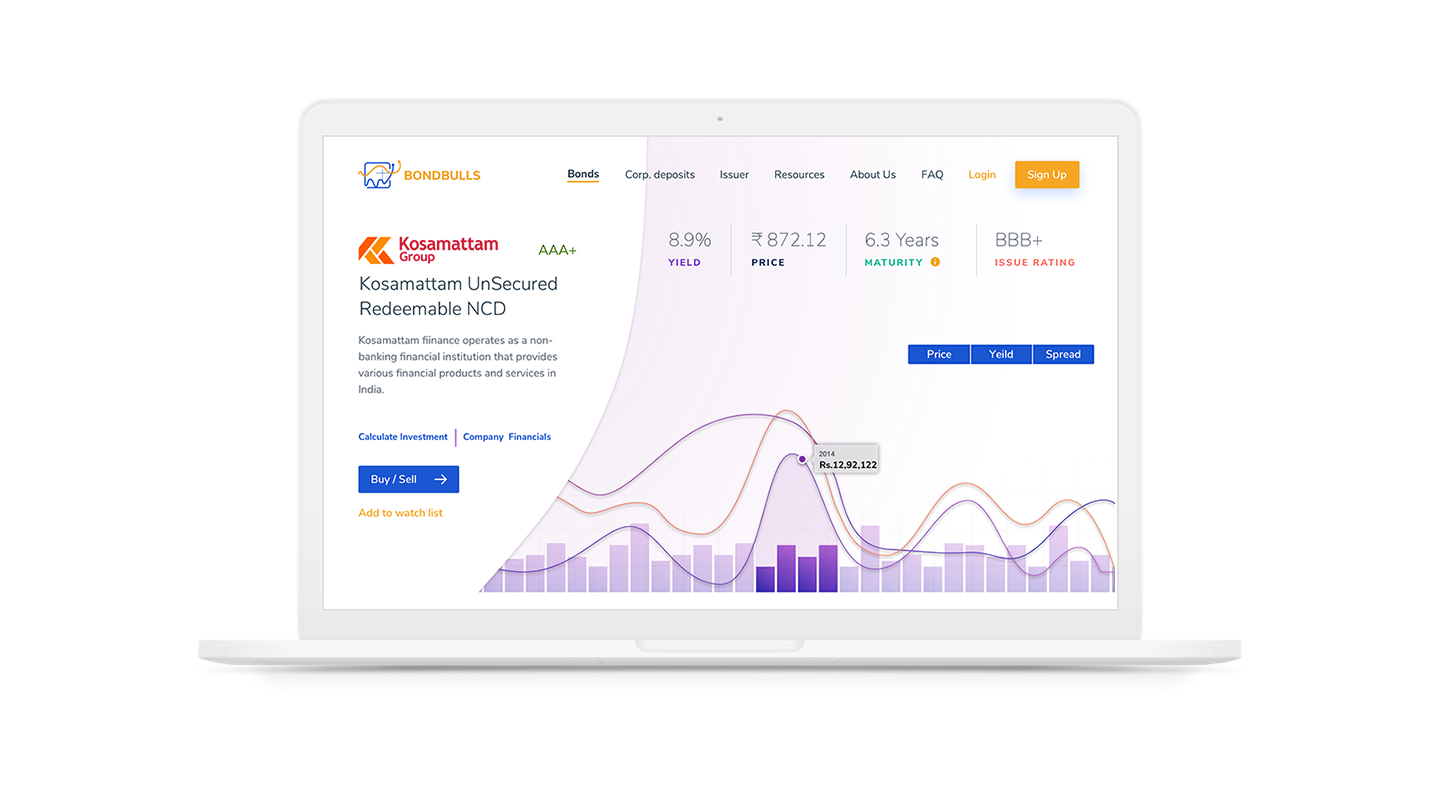 BONDBULLS
Bonds Corp. deposits Issuer Resources About Us FAQ Login Sign Up
Kosamattam
Group
AAA+
Kosamattam UnSecured
Redeemable NCD
Kosamattam fiinance operates as a non-
banking financial institution that provides
various financial products and services in
India.
Calculate Investment Company Financials
Buy / Sell
Add to watch list
8.9% ₹ 872.12 6.3 Years BBB+
YIELD PRICE MATURITY i ISSUE RATING
Price Yeild Spread
2014
Rs.12,92,122